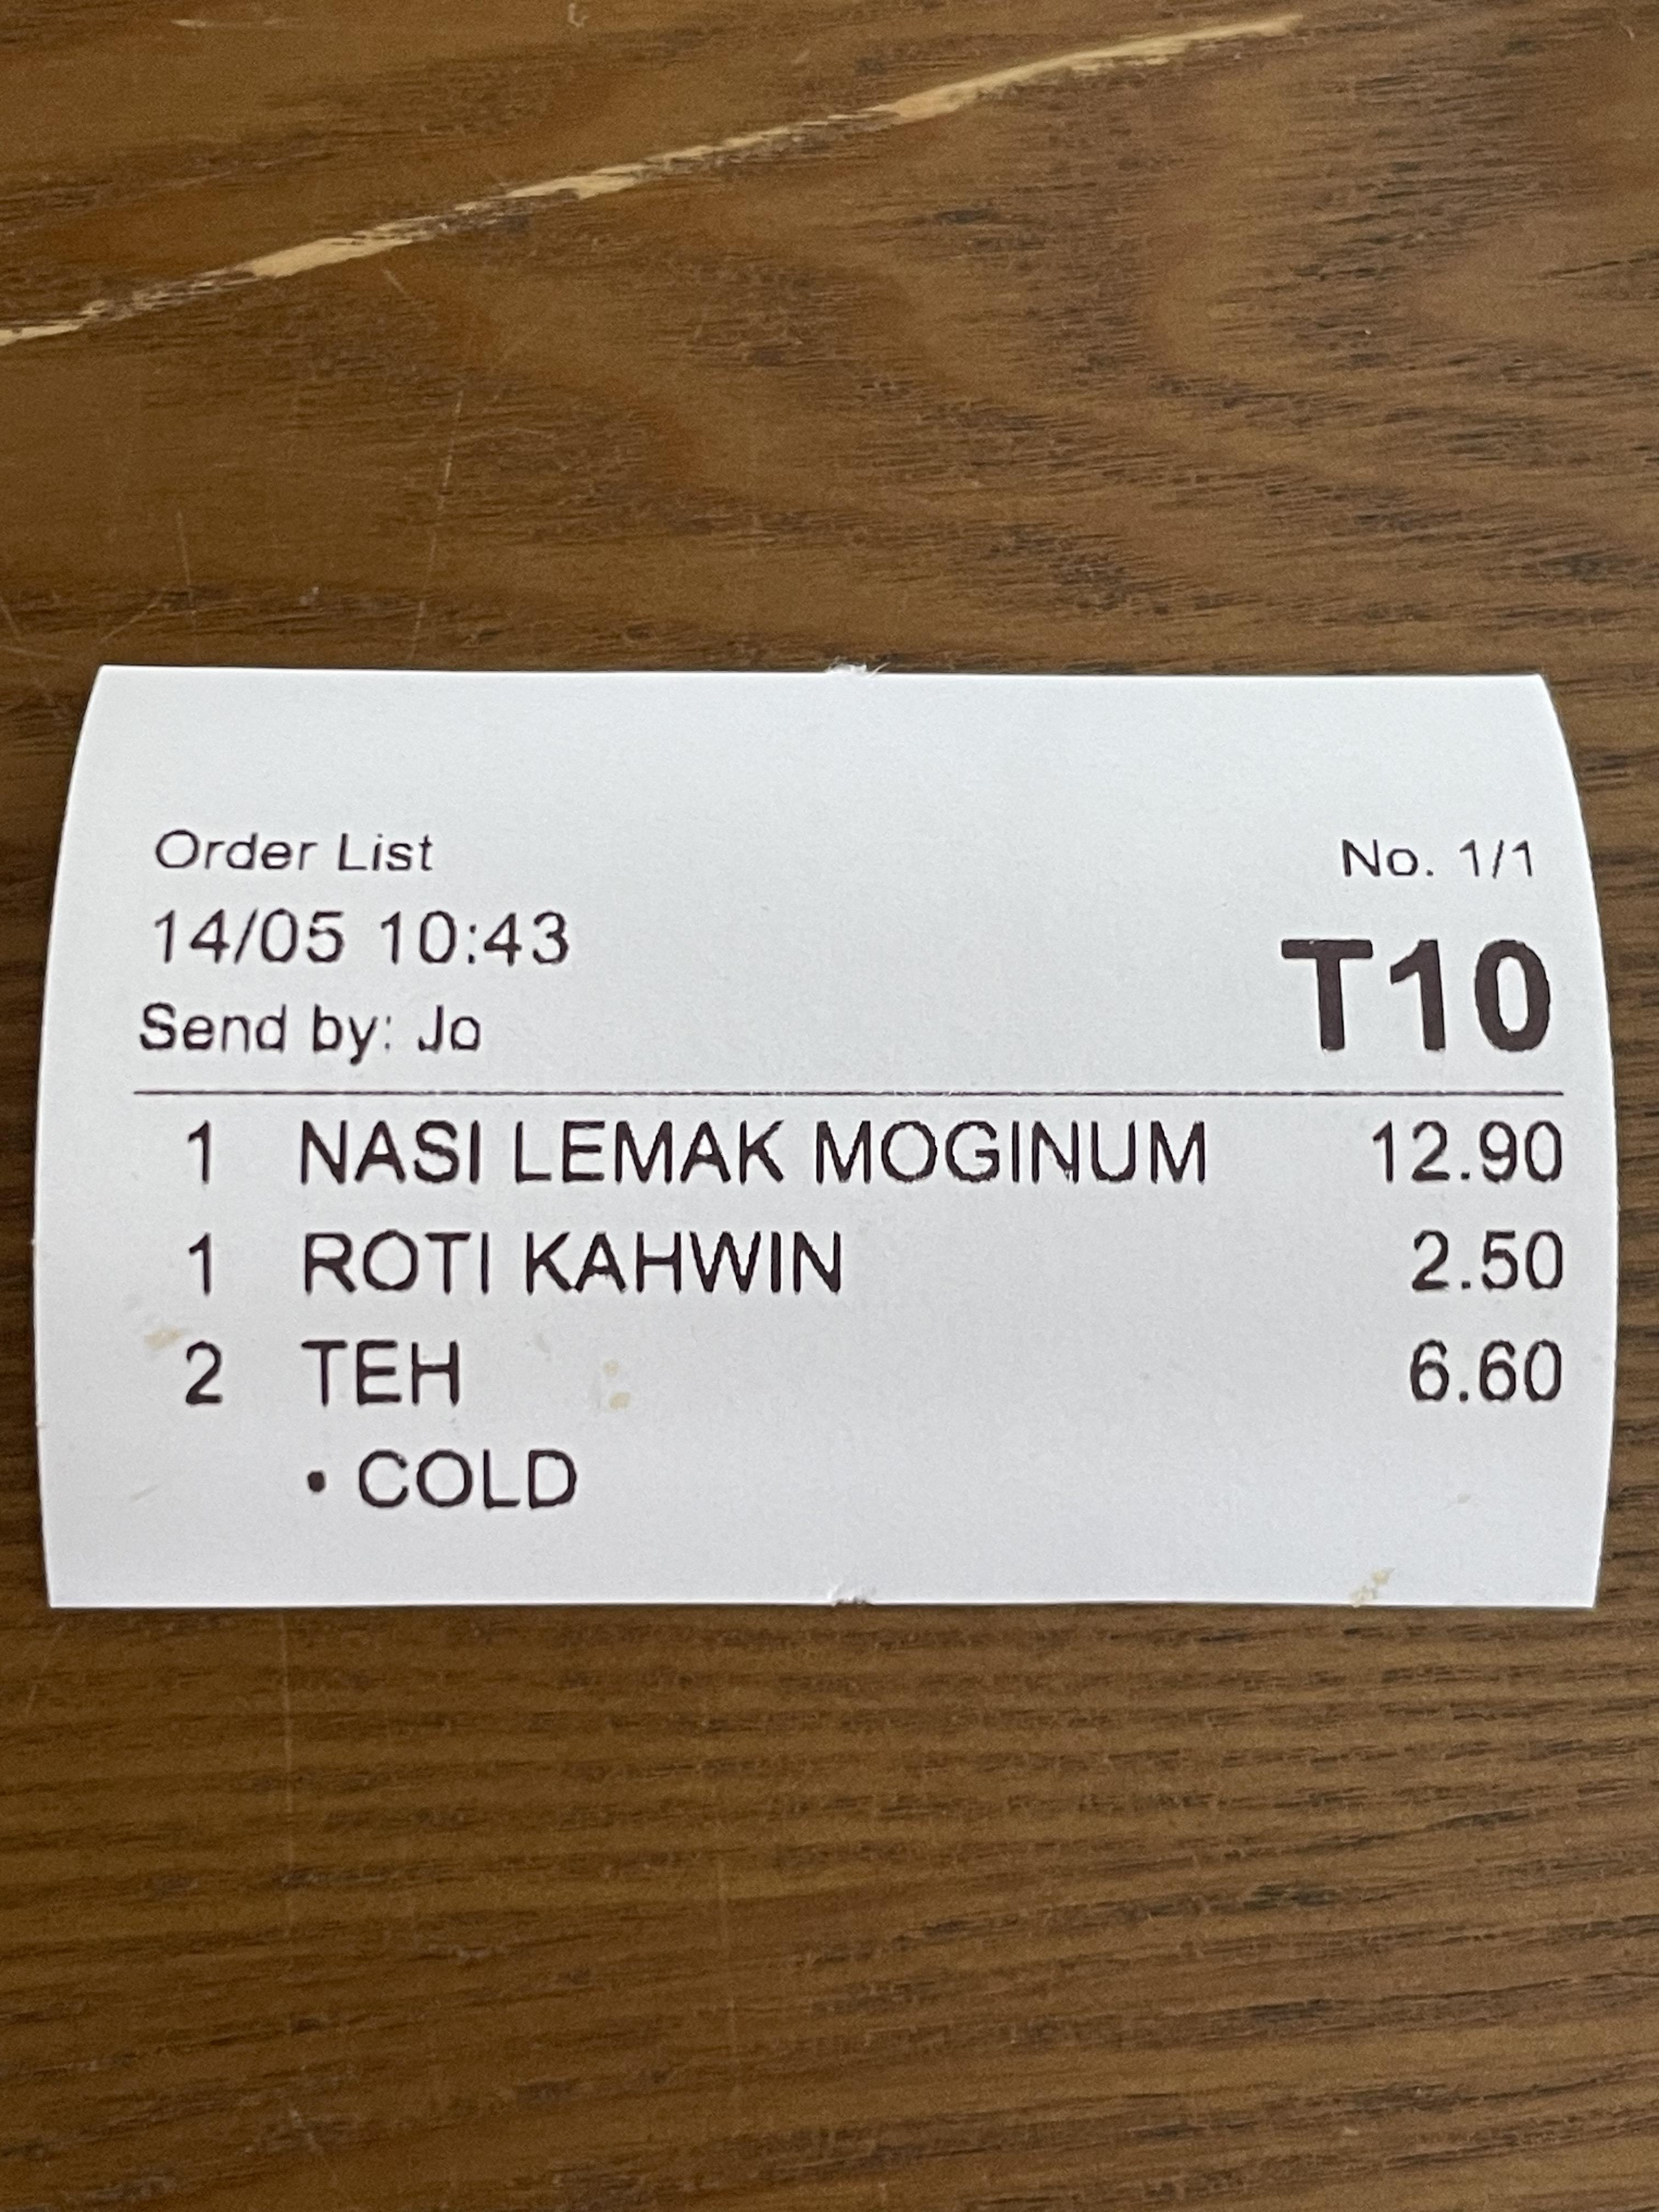 Order List No. 1/1
14/05 10:43
T10
Send by: Jo
1 NASI LEMAK MOGINUM 12.90
1 ROTI KAHWIN 2.50
2 TEH 6.60
• COLD